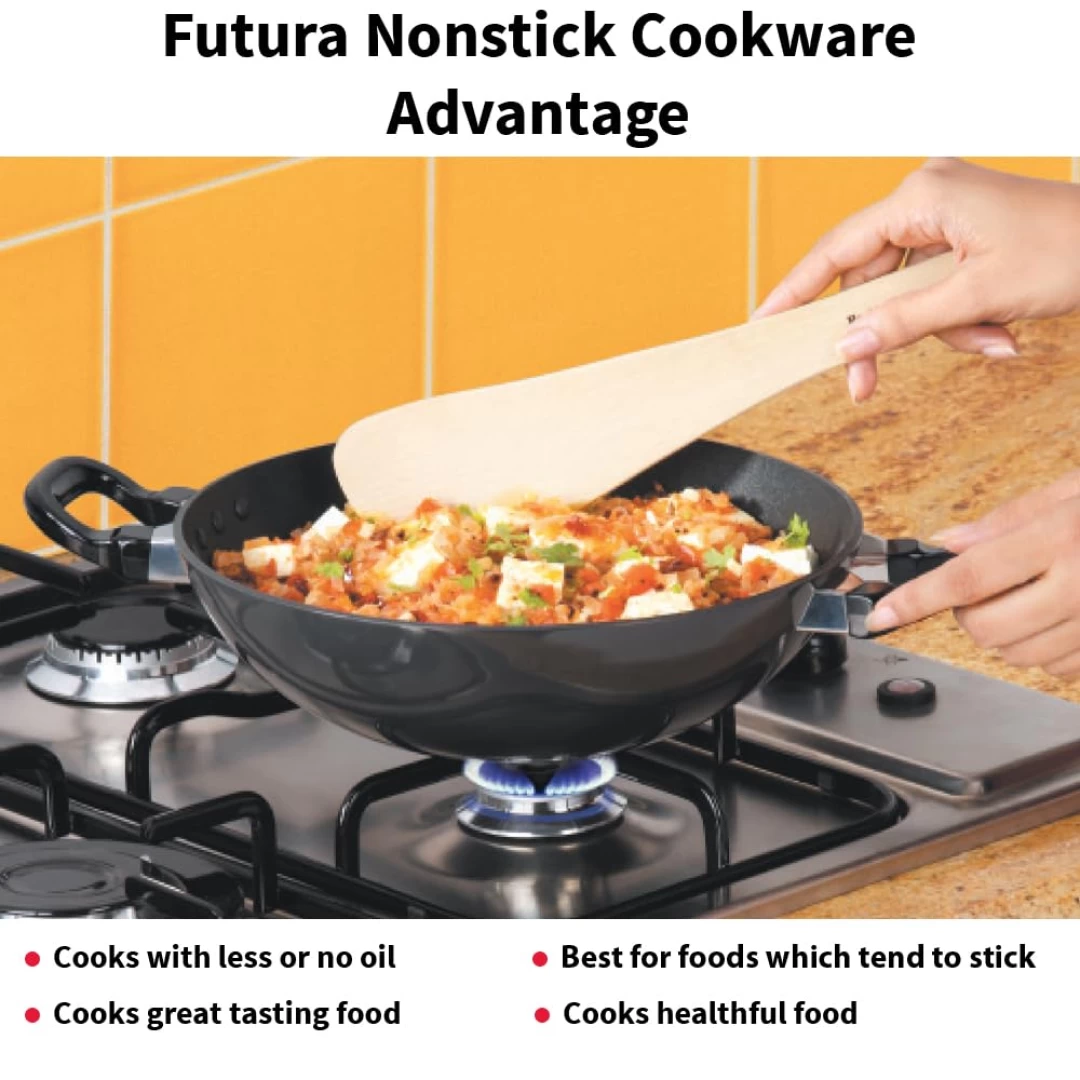 Futura Nonstick Cookware
Advantage
Cooks with less or no oil
Best for foods which tend to stick
Cooks great tasting food
Cooks healthful food